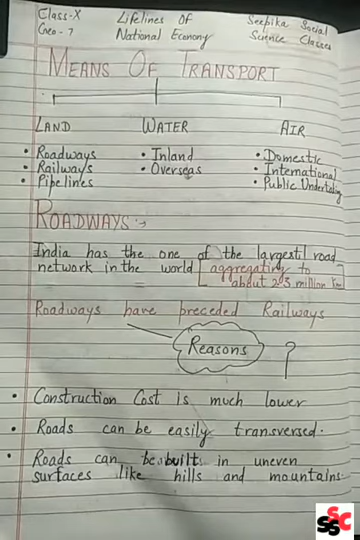 Class-X Lifelines Of Seepika Social
Geo-7 National Economy Science Classes
MEANS OF TRANSPORT
LAND WATER AIR
• Roadways • Inland • Domestic
• Railways • Overseas • International
• Pipelines • Public Undertaking
ROADWAYS :→
India has the one of the largest road
network in the world [aggregating to
about 23 million Km]
Roadways have preceded Railways
Reasons ?
• Construction Cost is much lower
• Roads can be easily transversed.
• Roads can be built in uneven
surfaces like hills and mountains
SSC